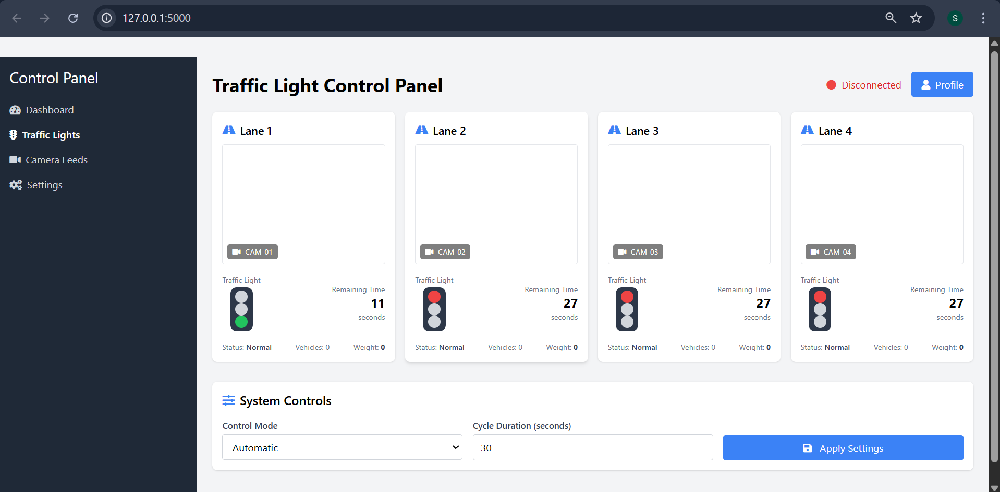 127.0.0.1:5000
S
Control Panel
Dashboard
Traffic Lights
Camera Feeds
Settings
Traffic Light Control Panel
Disconnected
Profile
Lane 1
CAM-01
Traffic Light
Remaining Time
11
seconds
Status: Normal
Vehicles: 0
Weight: 0
Lane 2
CAM-02
Traffic Light
Remaining Time
27
seconds
Status: Normal
Vehicles: 0
Weight: 0
Lane 3
CAM-03
Traffic Light
Remaining Time
27
seconds
Status: Normal
Vehicles: 0
Weight: 0
Lane 4
CAM-04
Traffic Light
Remaining Time
27
seconds
Status: Normal
Vehicles: 0
Weight: 0
System Controls
Control Mode
Automatic
Cycle Duration (seconds)
30
Apply Settings